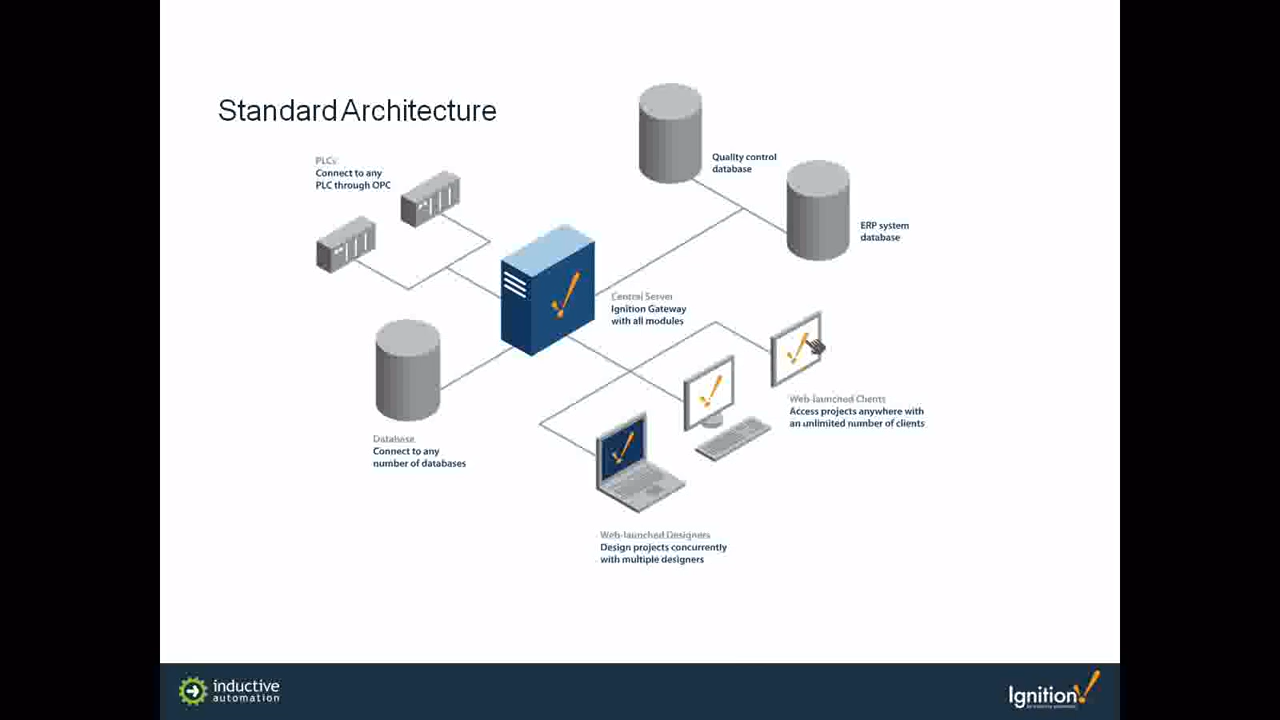 Standard Architecture
PLCs:
Connect to any
PLC through OPC
Quality control
database
ERP system
database
Central Server
Ignition Gateway
with all modules
Web-launched Clients
Access projects anywhere with
an unlimited number of clients
Database
Connect to any
number of databases
Web-launched Designers
Design projects concurrently
with multiple designers
inductive
automation
Ignition!